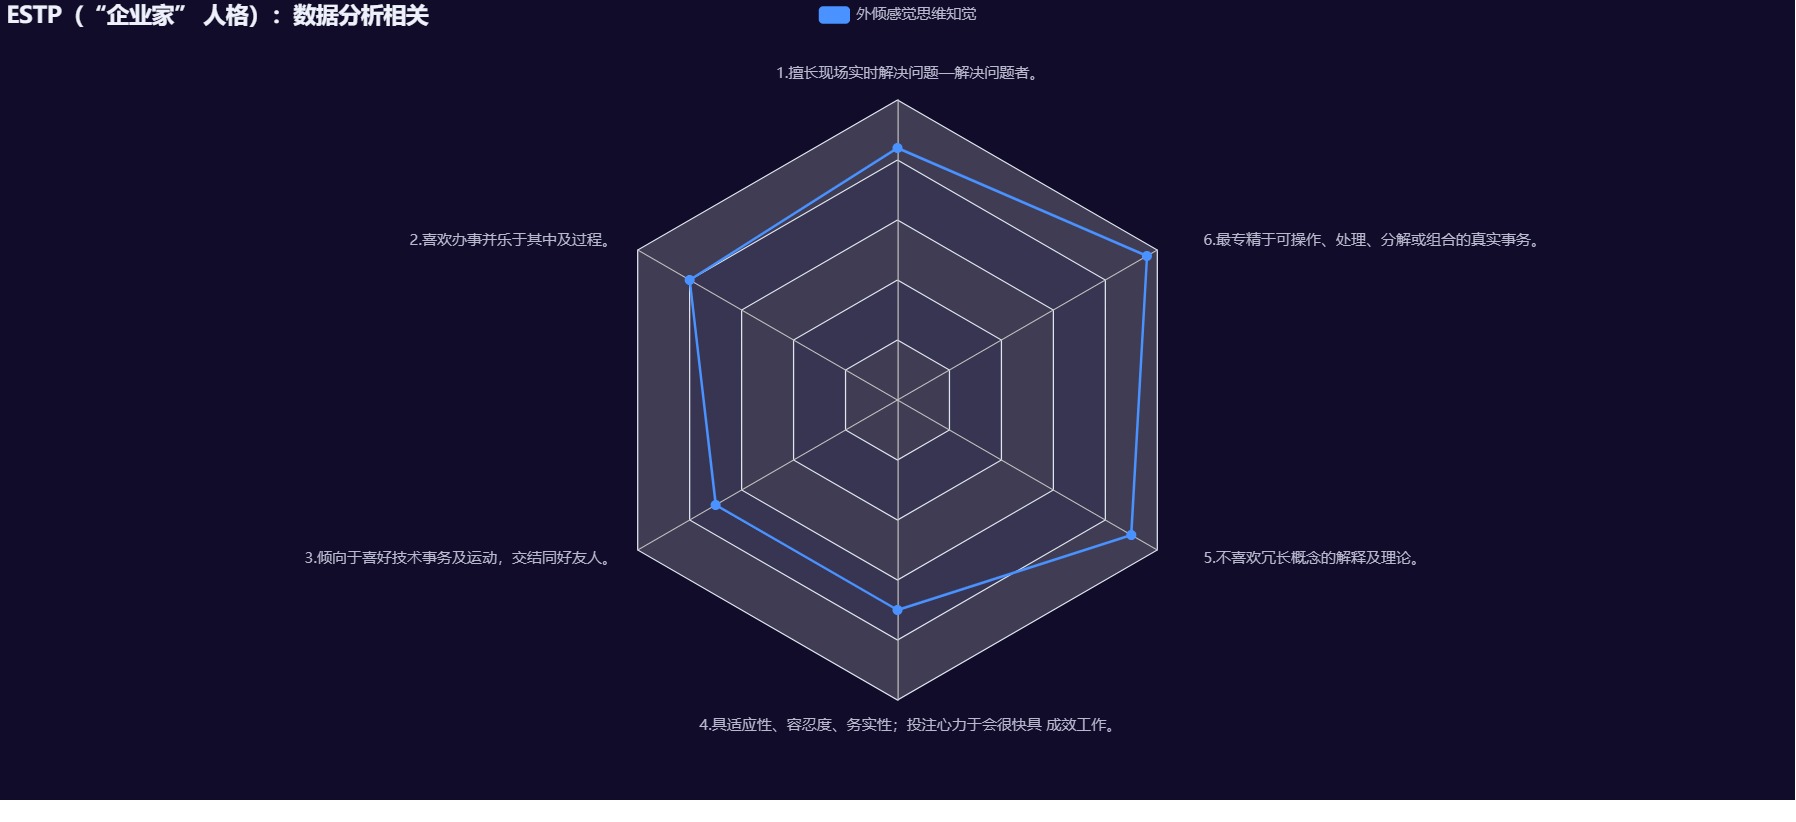 ESTP（“企业家” 人格）：数据分析相关
外倾感觉思维知觉
1.擅长现场实时解决问题—解决问题者。
2.喜欢办事并乐于其中及过程。
6.最专精于可操作、处理、分解或组合的真实事务。
3.倾向于喜好技术事务及运动，交结同好友人。
5.不喜欢冗长概念的解释及理论。
4.具适应性、容忍度、务实性；投注心力于会很快具 成效工作。